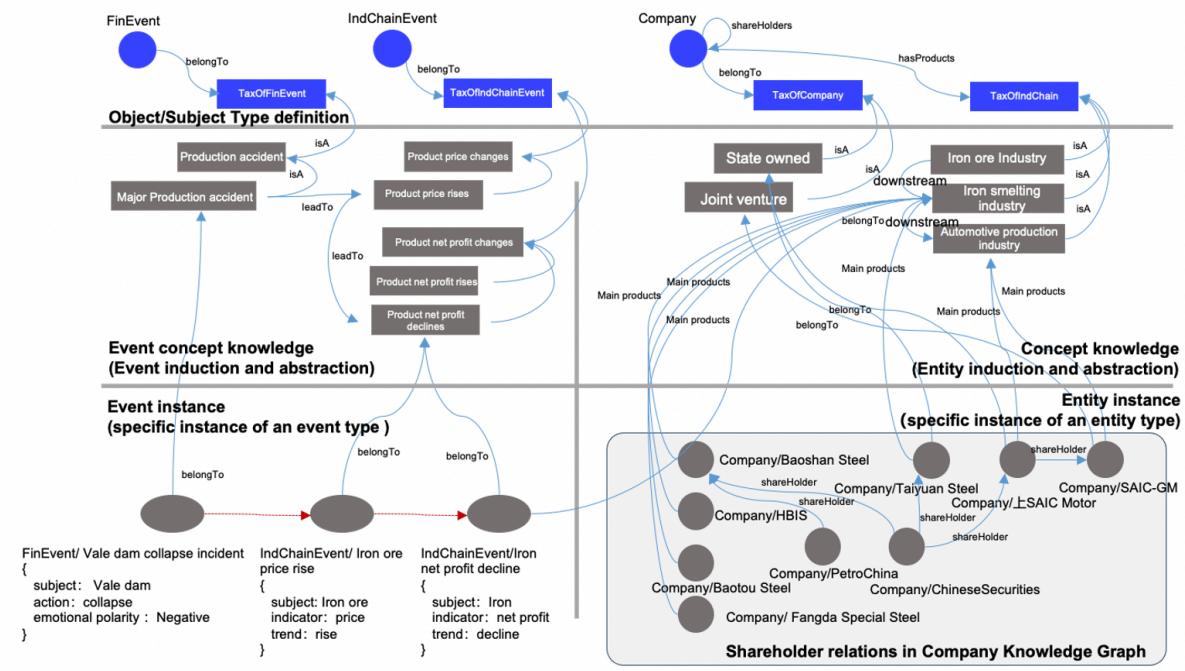 FinEvent
IndChainEvent
Company
shareHolders
belongTo
belongTo
belongTo
hasProducts
TaxOfFinEvent
TaxOfIndChainEvent
TaxOfCompany
TaxOfIndChain
Object/Subject Type definition
isA
Production accident
isA
Major Production accident
leadTo
leadTo
Product price changes
Product price rises
Product net profit changes
Product net profit rises
Product net profit
declines
State owned
isA
Joint venture
isA
Iron ore Industry
isA
downstream
Iron smelting
industry
isA
belongTo
downstream
isA
Automotive production
industry
Main products
Main products
Main products
Main products
Main products
Main products
belongTo
belongTo
Event concept knowledge
(Event induction and abstraction)
Concept knowledge
(Entity induction and abstraction)
Event instance
(specific instance of an event type )
Entity instance
(specific instance of an entity type)
belongTo
belongTo
belongTo
FinEvent/ Vale dam collapse incident
{
subject: Vale dam
action: collapse
emotional polarity : Negative
}
IndChainEvent/ Iron ore
price rise
{
subject: Iron ore
indicator: price
trend: rise
}
IndChainEvent/Iron
net profit decline
{
subject: Iron
indicator: net profit
trend: decline
}
Company/Baoshan Steel
shareHolder
Company/Taiyuan Steel
shareHolder
Company/SAIC-GM
Company/上SAIC Motor
shareHolder
Company/HBIS
shareHolder
shareHolder
Company/PetroChina
Company/ChineseSecurities
Company/Baotou Steel
Company/ Fangda Special Steel
Shareholder relations in Company Knowledge Graph